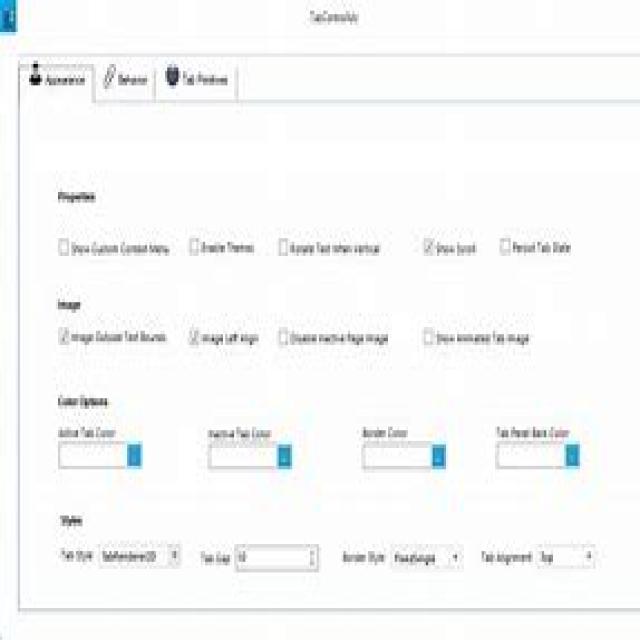 TabControlAdv
Appearance Behavior Tab Primitives
Properties
Show Custom Context Menu Enable Themes Rotate Text When Vertical Show Scroll Persist Tab State
Image
Image Outside Text Bounds Image Left Align Disable Inactive Page Image Show Animated Tab Image
Color Options
Active Tab Color Inactive Tab Color Border Color Tab Panel Back Color
Styles
Tab Style TabRenderer3D Tab Gap 10 Border Style FixedSingle Tab Alignment Top